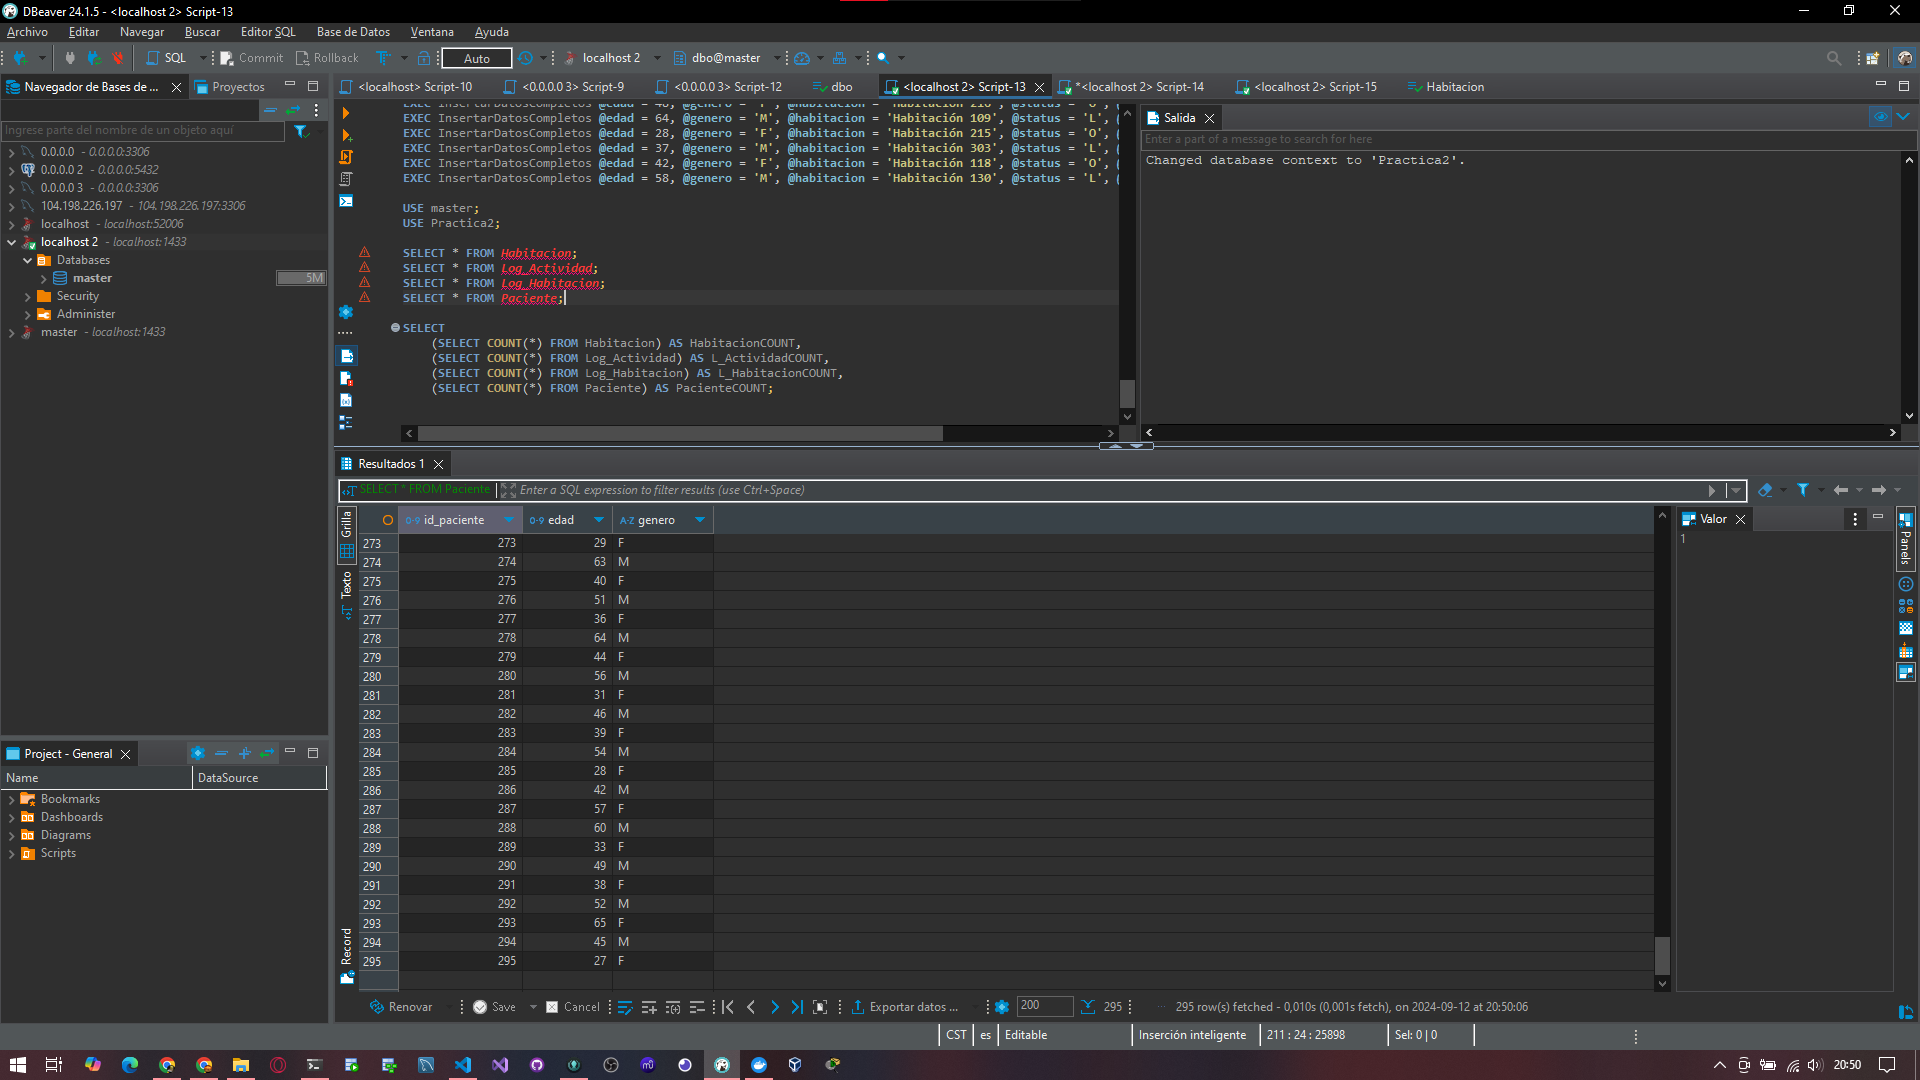 DBeaver 24.1.5 - <localhost 2> Script-13
Archivo Editar Navegar Buscar Editor SQL Base de Datos Ventana Ayuda
SQL Commit Rollback Auto localhost 2 dbo@master
Navegador de Bases de ... Proyectos
<localhost> Script-10 <0.0.0.0 3> Script-9 <0.0.0.0 3> Script-12 dbo <localhost 2> Script-13 *<localhost 2> Script-14 <localhost 2> Script-15 Habitacion
Ingrese parte del nombre de un objeto aquí
0.0.0.0 - 0.0.0.0:3306
0.0.0.0 2 - 0.0.0.0:5432
0.0.0.0 3 - 0.0.0.0:3306
104.198.226.197 - 104.198.226.197:3306
localhost - localhost:52006
localhost 2 - localhost:1433
Databases
master 5M
Security
Administer
master - localhost:1433
EXEC InsertarDatosCompletos @edad = 64, @genero = 'M', @habitacion = 'Habitación 109', @status = 'L',
EXEC InsertarDatosCompletos @edad = 28, @genero = 'F', @habitacion = 'Habitación 215', @status = 'O',
EXEC InsertarDatosCompletos @edad = 37, @genero = 'M', @habitacion = 'Habitación 303', @status = 'L',
EXEC InsertarDatosCompletos @edad = 42, @genero = 'F', @habitacion = 'Habitación 118', @status = 'O',
EXEC InsertarDatosCompletos @edad = 58, @genero = 'M', @habitacion = 'Habitación 130', @status = 'L',
USE master;
USE Practica2;
SELECT * FROM Habitacion;
SELECT * FROM Log_Actividad;
SELECT * FROM Log_Habitacion;
SELECT * FROM Paciente;
SELECT
(SELECT COUNT(*) FROM Habitacion) AS HabitacionCOUNT,
(SELECT COUNT(*) FROM Log_Actividad) AS L_ActividadCOUNT,
(SELECT COUNT(*) FROM Log_Habitacion) AS L_HabitacionCOUNT,
(SELECT COUNT(*) FROM Paciente) AS PacienteCOUNT;
Salida
Enter a part of a message to search for here
Changed database context to 'Practica2'.
Resultados 1
SELECT * FROM Paciente Enter a SQL expression to filter results (use Ctrl+Space)
Grilla
Texto
Record
id_paciente edad genero
273 273 29 F
274 274 63 M
275 275 40 F
276 276 51 M
277 277 36 F
278 278 64 M
279 279 44 F
280 280 56 M
281 281 31 F
282 282 46 M
283 283 39 F
284 284 54 M
285 285 28 F
286 286 42 M
287 287 57 F
288 288 60 M
289 289 33 F
290 290 49 M
291 291 38 F
292 292 52 M
293 293 65 F
294 294 45 M
295 295 27 F
Valor
1
Panels
Project - General
Name DataSource
Bookmarks
Dashboards
Diagrams
Scripts
Renovar Save Cancel Exportar datos ... 200 295 295 row(s) fetched - 0,010s (0,001s fetch), on 2024-09-12 at 20:50:06
CST es Editable Inserción inteligente 211 : 24 : 25898 Sel: 0 | 0
20:50